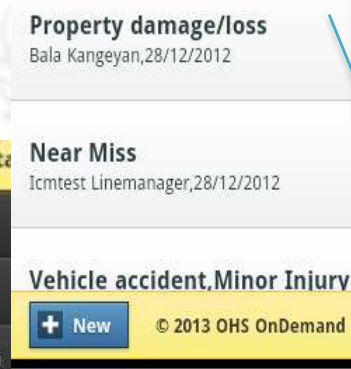 Property damage/loss
Bala Kangeyan,28/12/2012
Near Miss
Icmtest Linemanager,28/12/2012
Vehicle accident,Minor Injury
New © 2013 OHS OnDemand